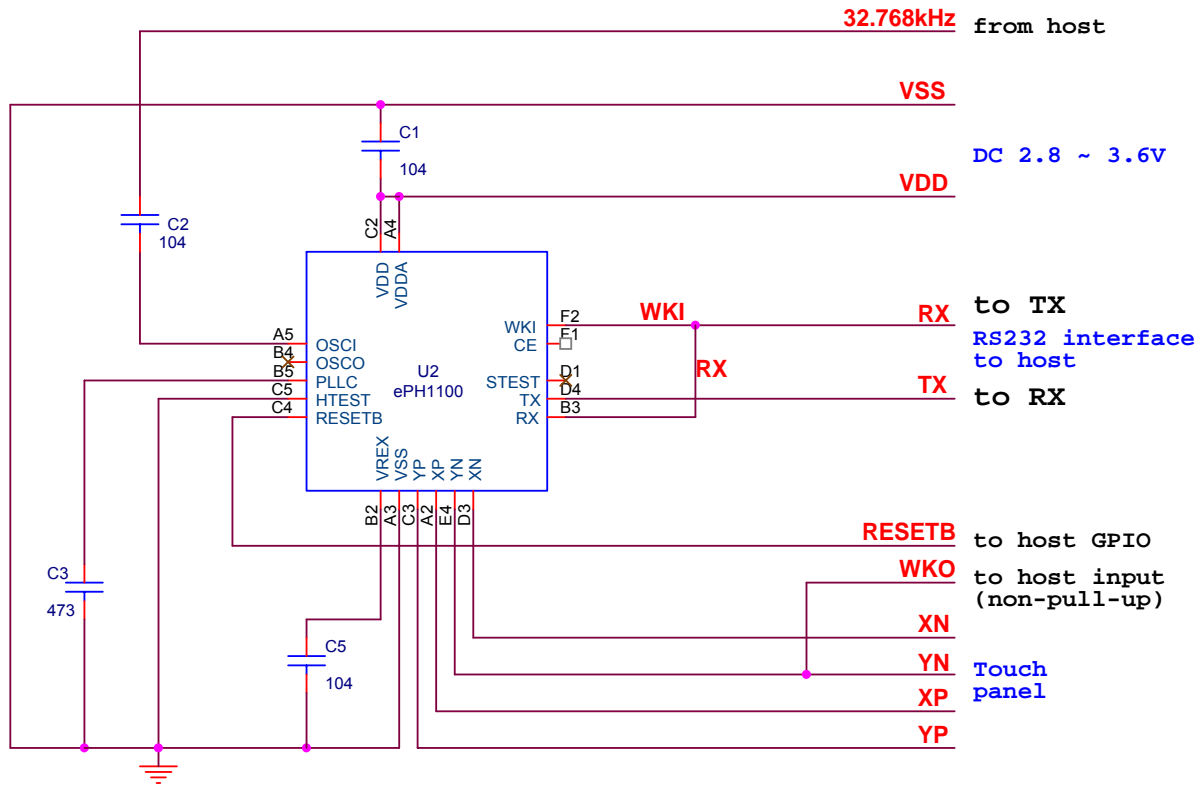 32.768kHz
from host
VSS
C1
104
DC 2.8 ~ 3.6V
VDD
C2
104
C2
A4
VDD
VDDA
A5
B4
B5
C5
C4
OSCI
OSCO
PLLC
HTEST
RESETB
U2
ePH1100
WKI
CE
STEST
TX
RX
F2
E1
D1
D4
B3
WKI
RX
RX
to TX
RS232 interface
to host
TX
to RX
VREX
VSS
YP
XP
YN
XN
B2
A3
C3
A2
E4
D3
RESETB
to host GPIO
WKO
to host input
(non-pull-up)
C3
473
C5
104
XN
YN
Touch
panel
XP
YP